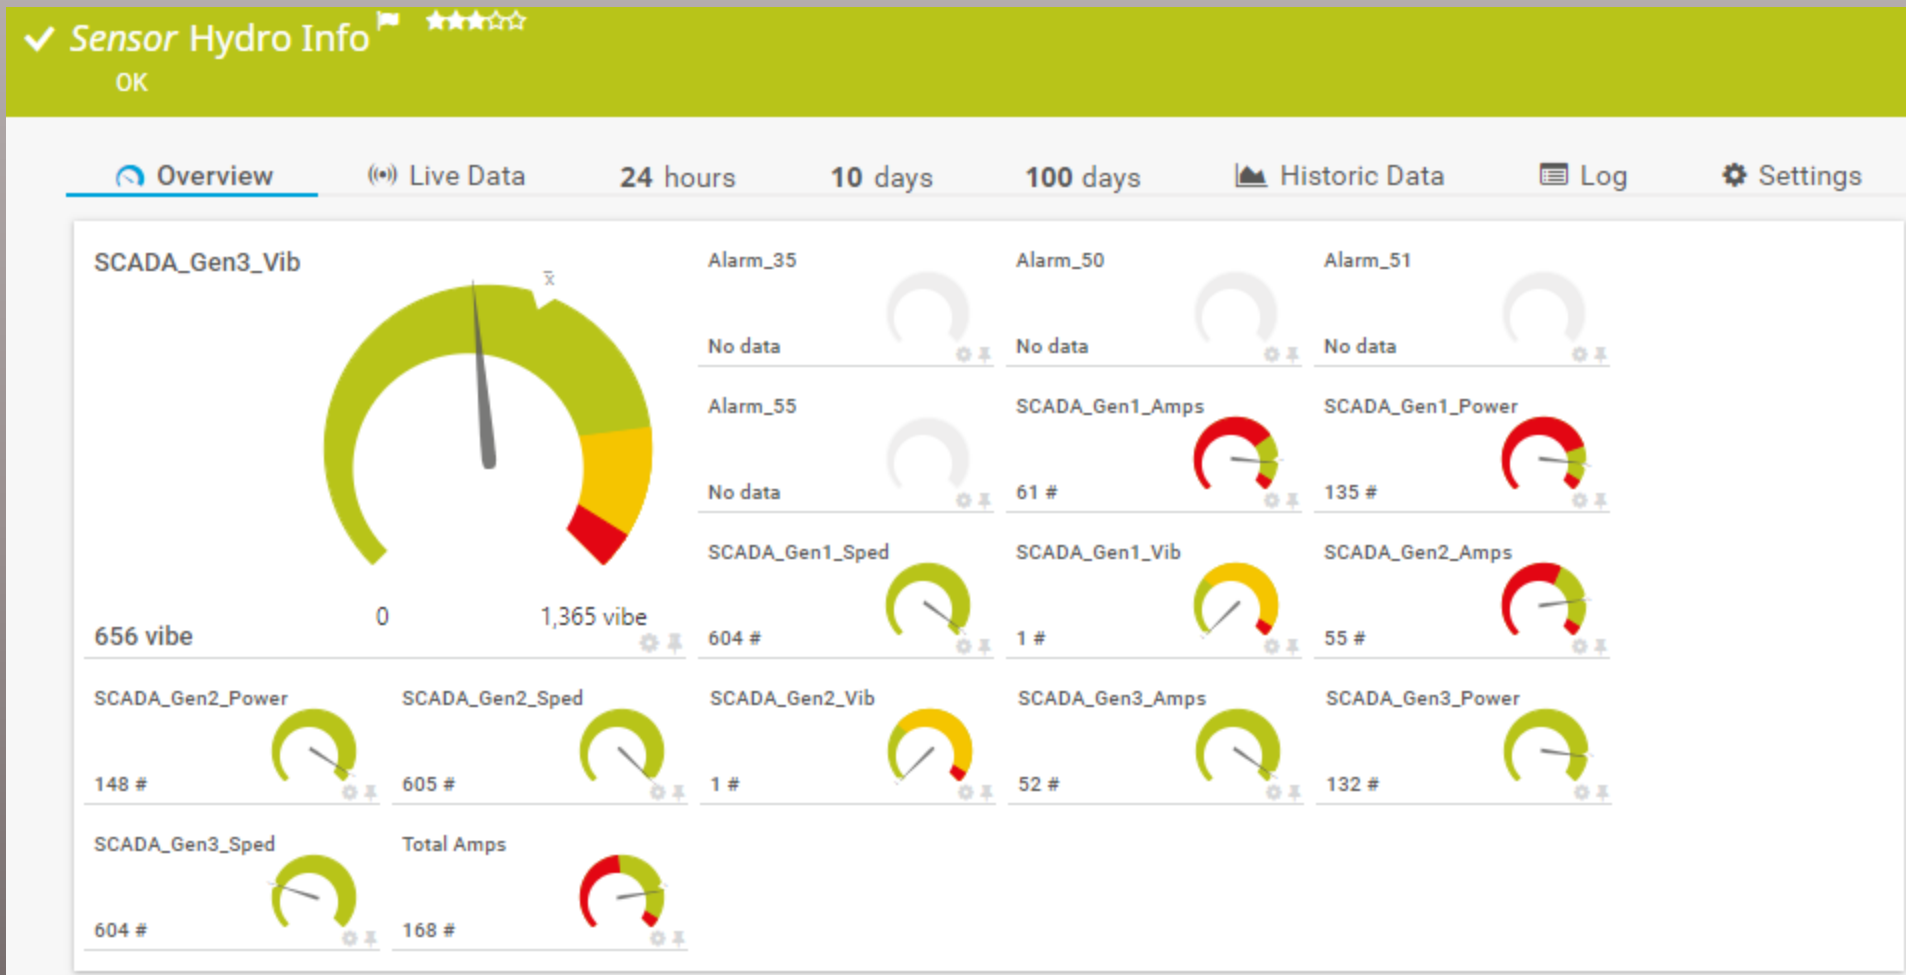 Sensor Hydro Info
OK
Overview
Live Data
24 hours
10 days
100 days
Historic Data
Log
Settings
SCADA_Gen3_Vib
x̄
0
1,365 vibe
656 vibe
Alarm_35
No data
Alarm_50
No data
Alarm_51
No data
Alarm_55
No data
SCADA_Gen1_Amps
61 #
SCADA_Gen1_Power
135 #
SCADA_Gen1_Sped
604 #
SCADA_Gen1_Vib
1 #
SCADA_Gen2_Amps
55 #
SCADA_Gen2_Power
148 #
SCADA_Gen2_Sped
605 #
SCADA_Gen2_Vib
1 #
SCADA_Gen3_Amps
52 #
SCADA_Gen3_Power
132 #
SCADA_Gen3_Sped
604 #
Total Amps
168 #